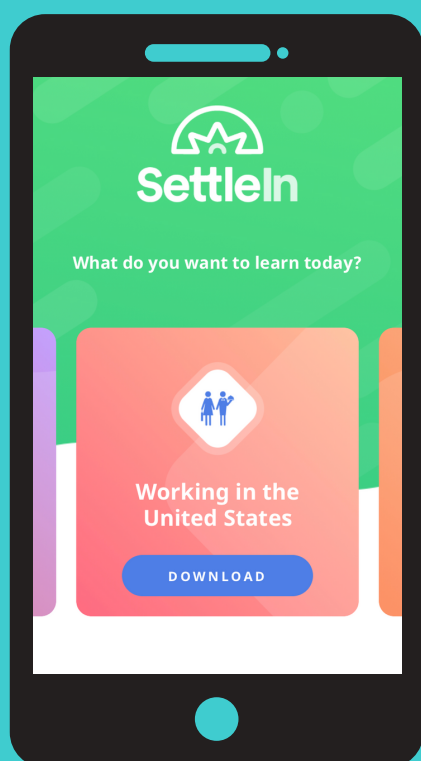 SettleIn
What do you want to learn today?
Working in the
United States
DOWNLOAD